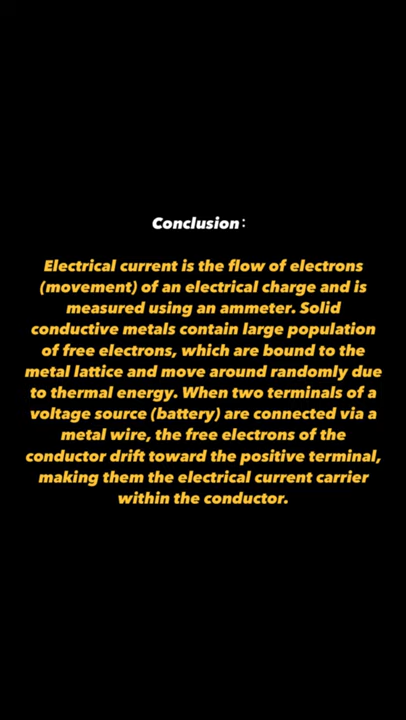 Conclusion:
Electrical current is the flow of electrons
(movement) of an electrical charge and is
measured using an ammeter. Solid
conductive metals contain large population
of free electrons, which are bound to the
metal lattice and move around randomly due
to thermal energy. When two terminals of a
voltage source (battery) are connected via a
metal wire, the free electrons of the
conductor drift toward the positive terminal,
making them the electrical current carrier
within the conductor.